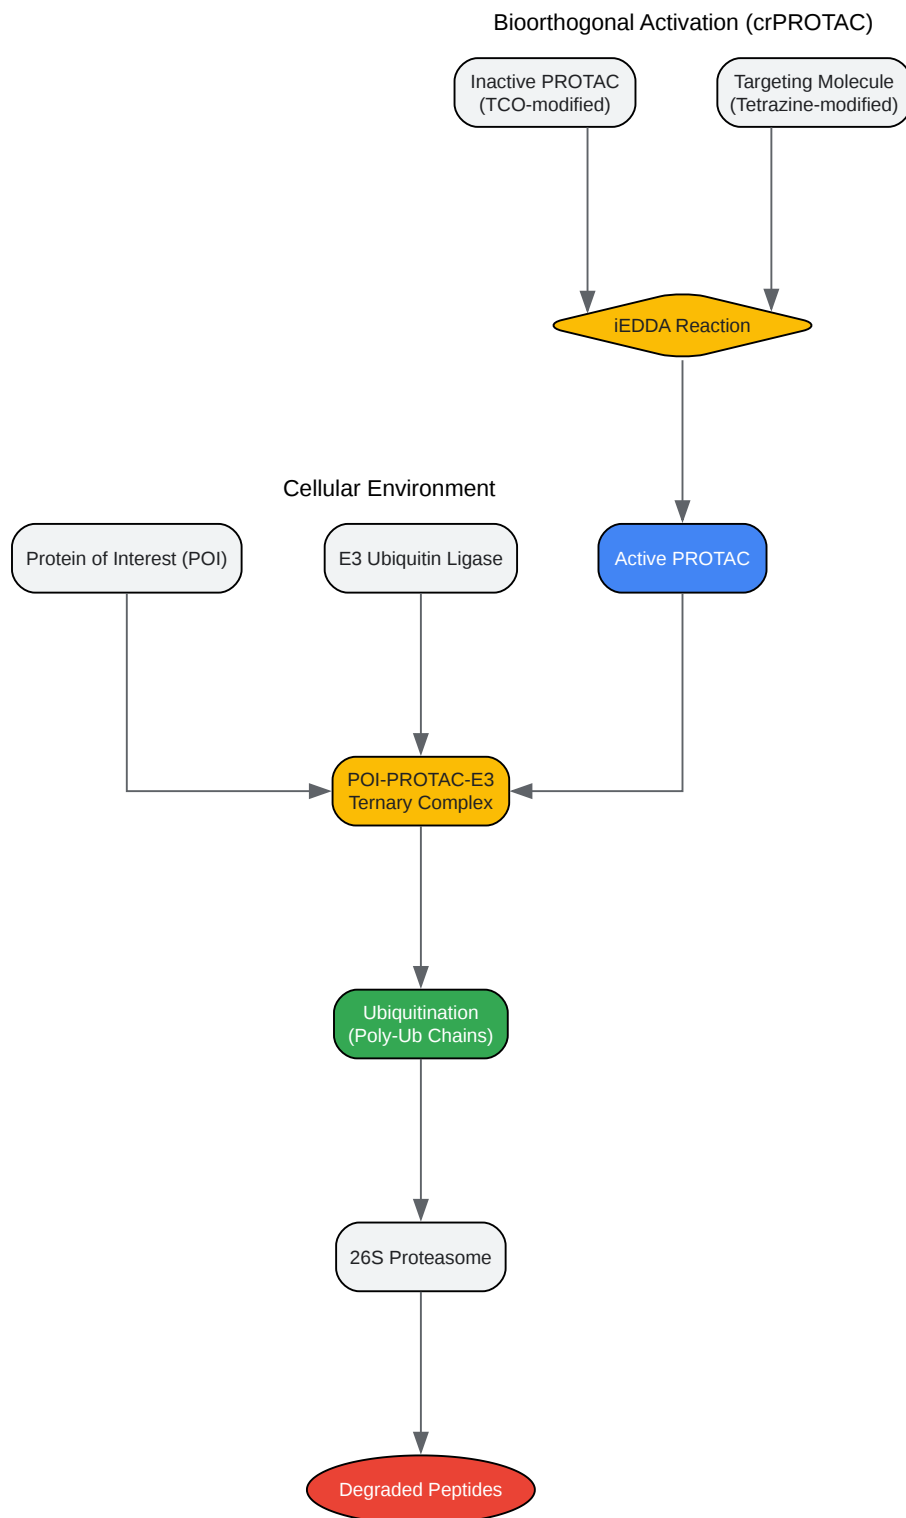 Bioorthogonal Activation (crPROTAC)
Inactive PROTAC
(TCO-modified)
Targeting Molecule
(Tetrazine-modified)
iEDDA Reaction
Cellular Environment
Protein of Interest (POI)
E3 Ubiquitin Ligase
Active PROTAC
POI-PROTAC-E3
Ternary Complex
Ubiquitination
(Poly-Ub Chains)
26S Proteasome
Degraded Peptides